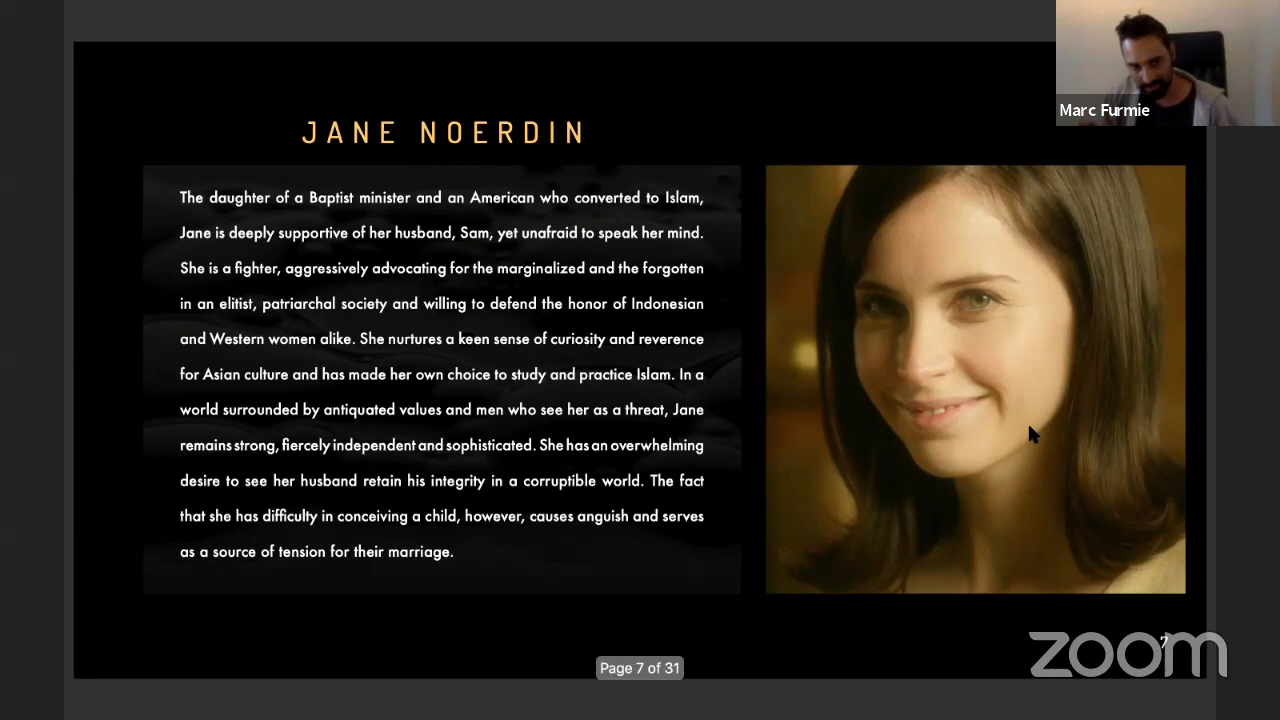 Marc Furmie
JANE NOERDIN
The daughter of a Baptist minister and an American who converted to Islam,
Jane is deeply supportive of her husband, Sam, yet unafraid to speak her mind.
She is a fighter, aggressively advocating for the marginalized and the forgotten
in an elitist, patriarchal society and willing to defend the honor of Indonesian
and Western women alike. She nurtures a keen sense of curiosity and reverence
for Asian culture and has made her own choice to study and practice Islam. In a
world surrounded by antiquated values and men who see her as a threat, Jane
remains strong, fiercely independent and sophisticated. She has an overwhelming
desire to see her husband retain his integrity in a corruptible world. The fact
that she has difficulty in conceiving a child, however, causes anguish and serves
as a source of tension for their marriage.
7
zoom
Page 7 of 31